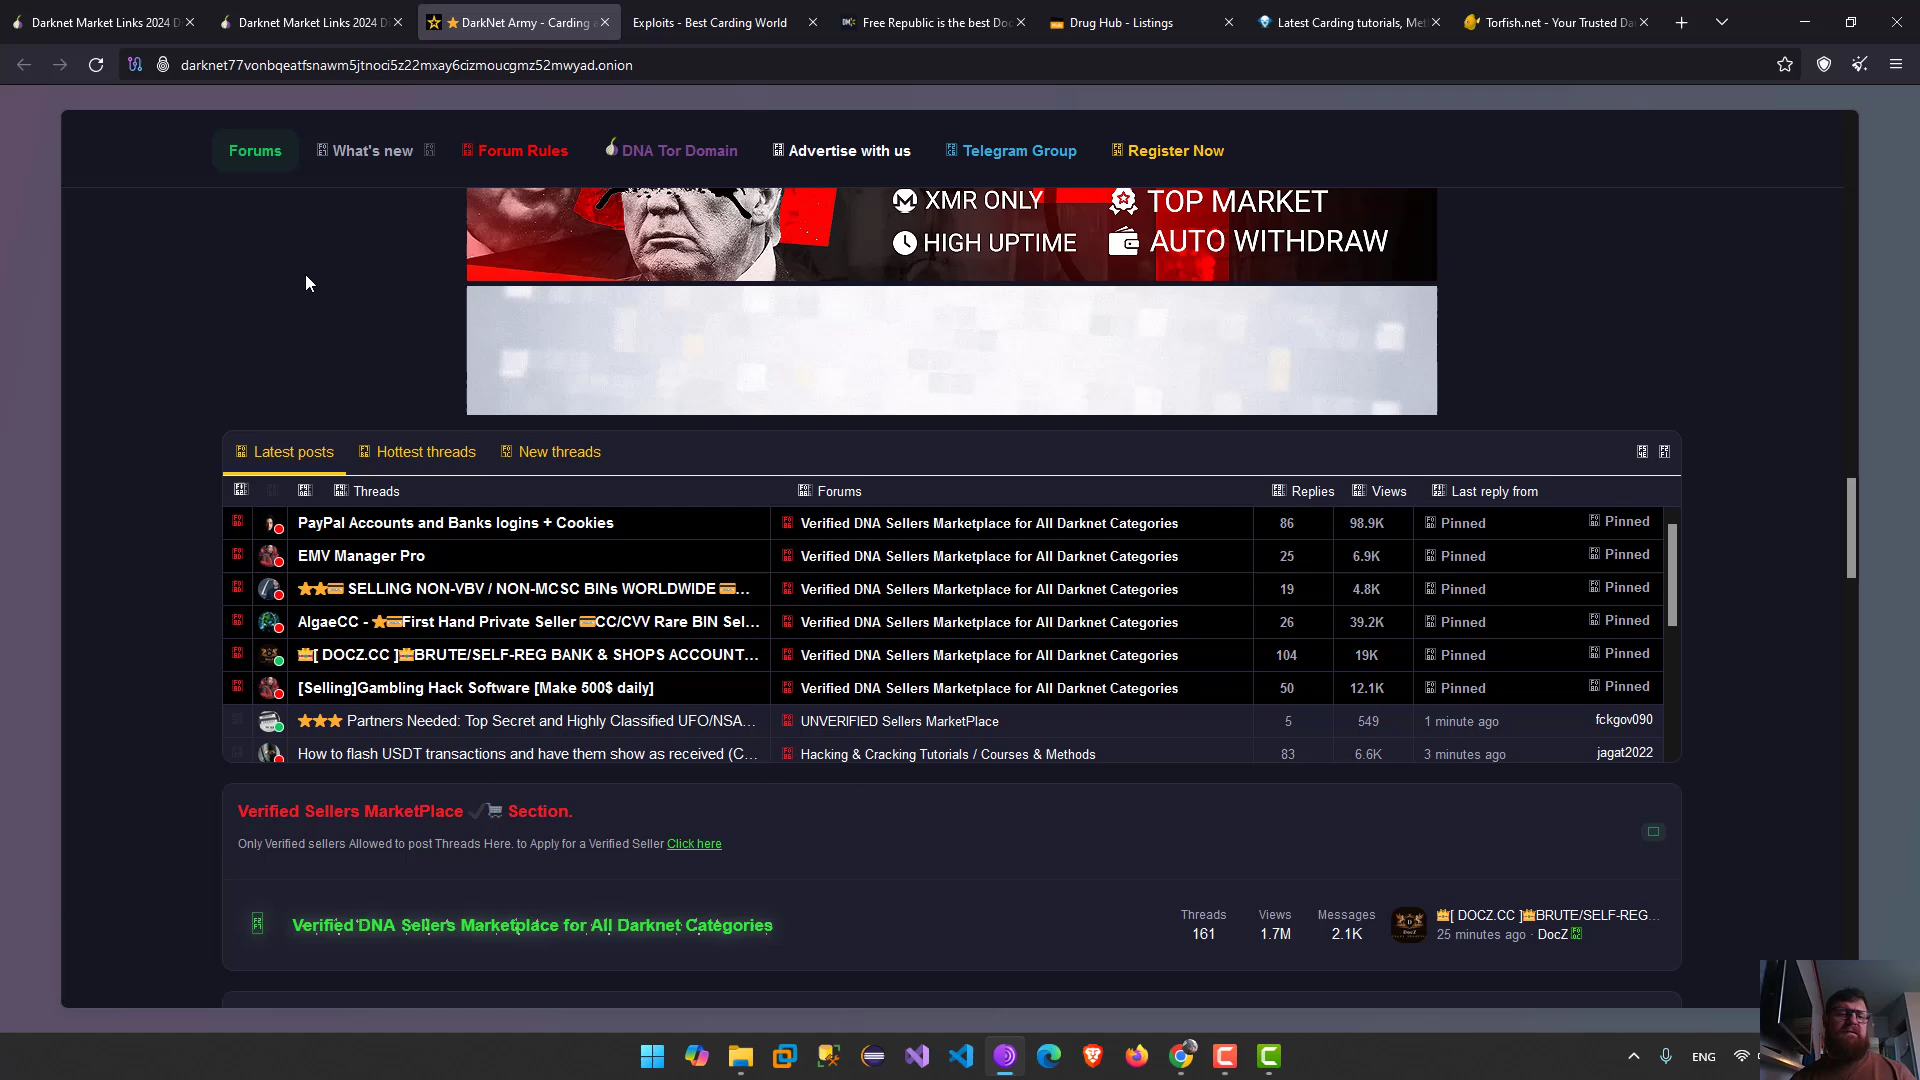 Darknet Market Links 2024 D
Darknet Market Links 2024 Di
DarkNet Army - Carding
Exploits - Best Carding World
Free Republic is the best Doc
Drug Hub - Listings
Latest Carding tutorials, Met
Torfish.net - Your Trusted Da
darknet77vonbqeatfsnawm5jtnoci5z22mxay6cizmoucgmz52mwyad.onion
Forums
What's new
Forum Rules
DNA Tor Domain
Advertise with us
Telegram Group
Register Now
XMR ONLY
TOP MARKET
HIGH UPTIME
AUTO WITHDRAW
Latest posts
Hottest threads
New threads
Threads Forums Replies Views Last reply from
PayPal Accounts and Banks logins + Cookies Verified DNA Sellers Marketplace for All Darknet Categories 86 98.9K Pinned Pinned
EMV Manager Pro Verified DNA Sellers Marketplace for All Darknet Categories 25 6.9K Pinned Pinned
⭐⭐💳 SELLING NON-VBV / NON-MCSC BINs WORLDWIDE 💳... Verified DNA Sellers Marketplace for All Darknet Categories 19 4.8K Pinned Pinned
AlgaeCC - ⭐💳First Hand Private Seller 💳CC/CVV Rare BIN Sel... Verified DNA Sellers Marketplace for All Darknet Categories 26 39.2K Pinned Pinned
👑[ DOCZ.CC ]👑BRUTE/SELF-REG BANK & SHOPS ACCOUNT... Verified DNA Sellers Marketplace for All Darknet Categories 104 19K Pinned Pinned
[Selling]Gambling Hack Software [Make 500$ daily] Verified DNA Sellers Marketplace for All Darknet Categories 50 12.1K Pinned Pinned
⭐⭐⭐ Partners Needed: Top Secret and Highly Classified UFO/NSA... UNVERIFIED Sellers MarketPlace 5 549 1 minute ago fckgov090
How to flash USDT transactions and have them show as received (C... Hacking & Cracking Tutorials / Courses & Methods 83 6.6K 3 minutes ago jagat2022
Verified Sellers MarketPlace ✔🛒 Section.
Only Verified sellers Allowed to post Threads Here. to Apply for a Verified Seller Click here
Verified DNA Sellers Marketplace for All Darknet Categories
Threads
161
Views
1.7M
Messages
2.1K
👑[ DOCZ.CC ]👑BRUTE/SELF-REG...
25 minutes ago · DocZ
ENG